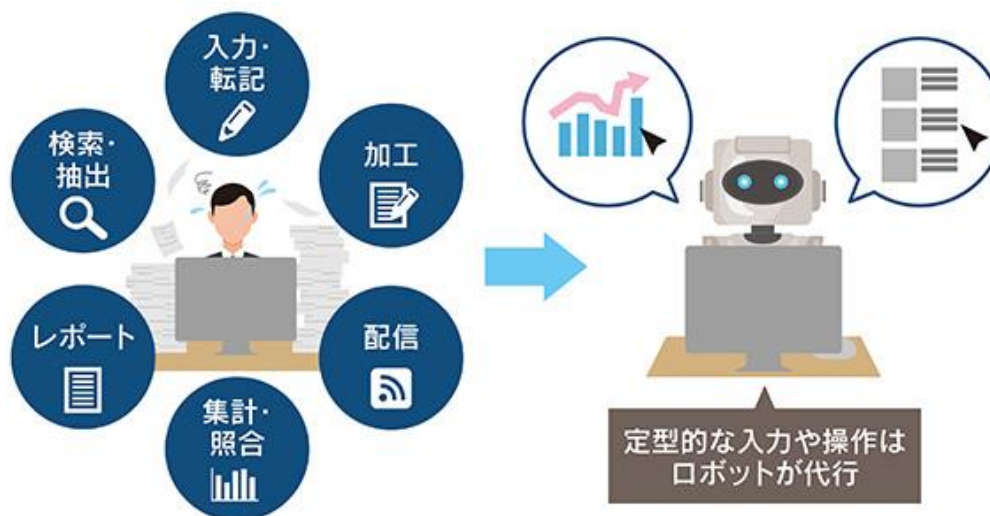 入力・
転記
検索・
抽出
加工
レポート
配信
集計・
照合
定型的な入力や操作は
ロボットが代行